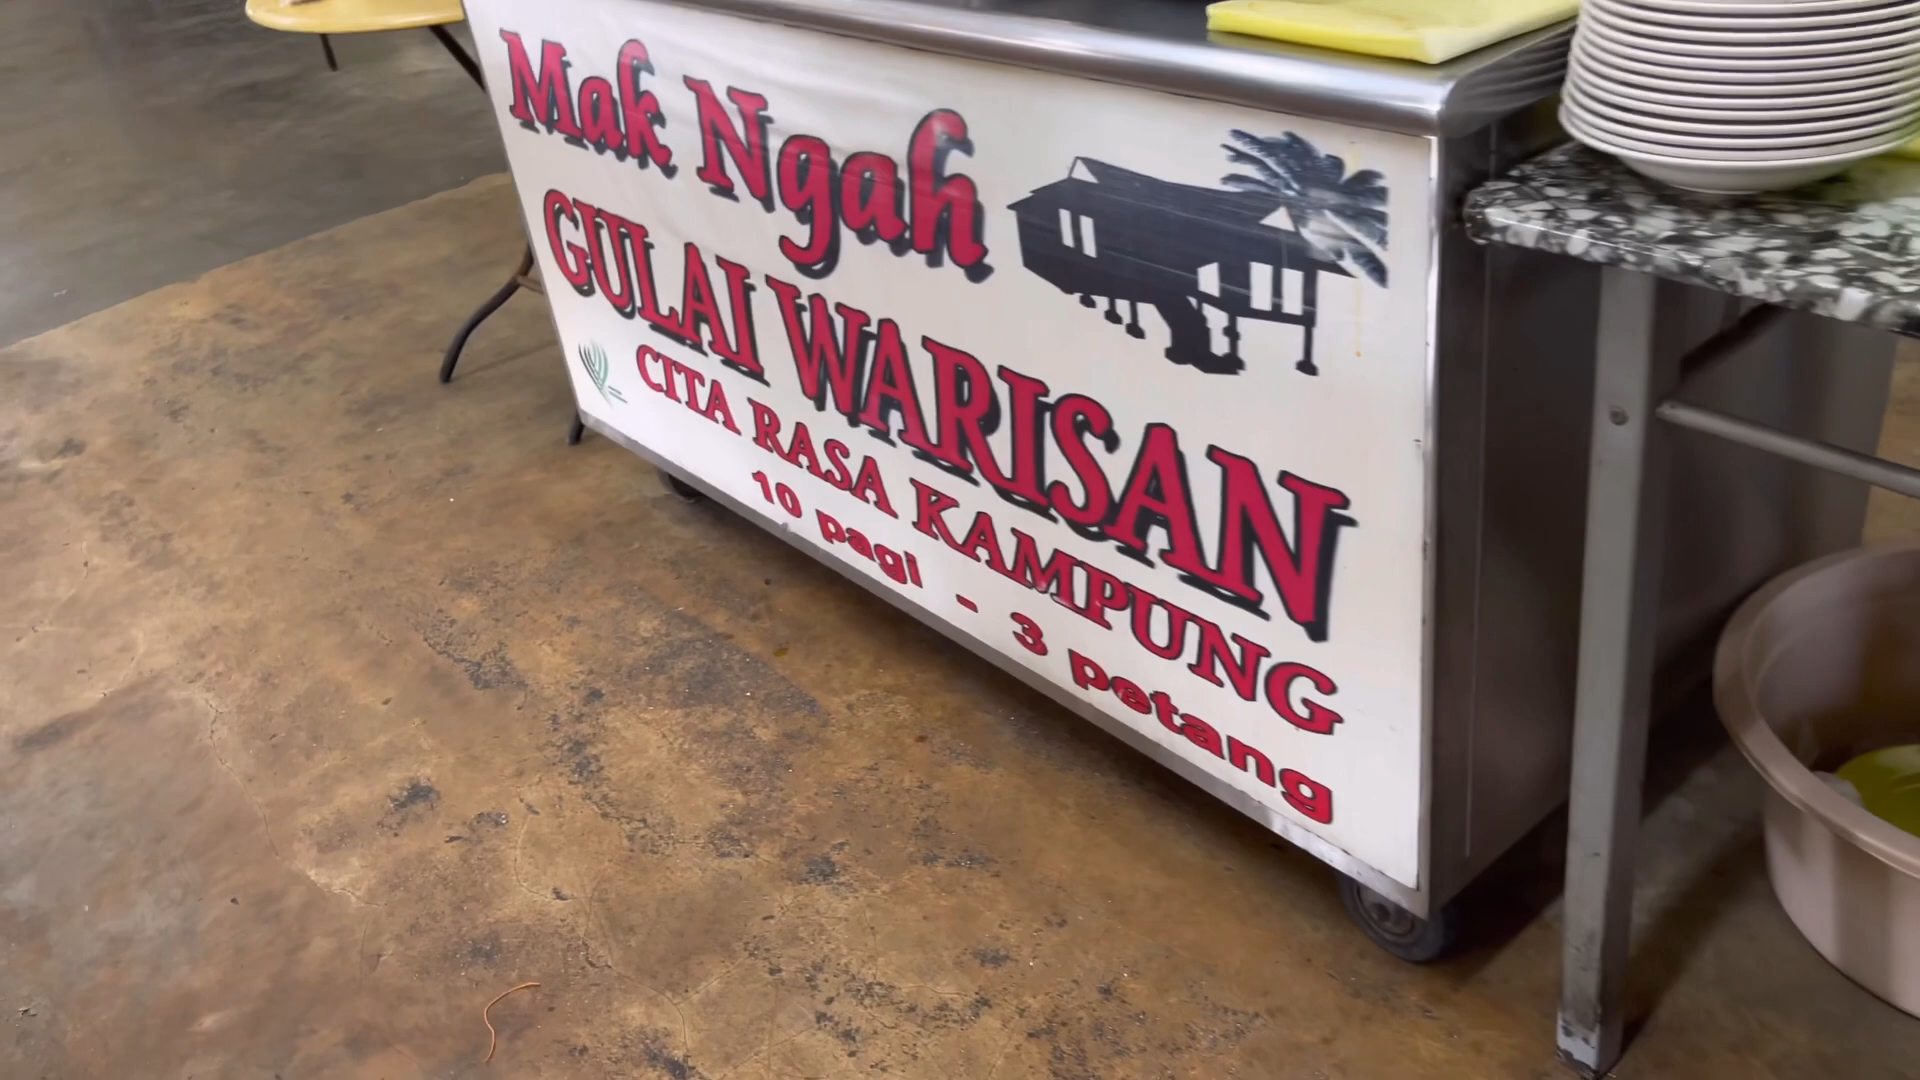 Mak Ngah
GULAI WARISAN
CITA RASA KAMPUNG
10 pagi - 3 petang